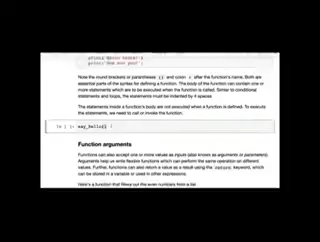 Note the round brackets or parentheses () and colon : after the function's name. Both are
essential parts of the syntax for defining a function. The body of the function can contain one or
more statements which are to be executed when the function is called. Similar to conditional
statements and loops, the statements must be indented by 4 spaces.
The statements inside a function's body are not executed when a function is defined. To execute
the statements, we need to call or invoke the function.
In [ ]: say_hello()
Function arguments
Functions can also accept one or more values as inputs (also known as arguments or parameters).
Arguments help us write flexible functions which can perform the same operation on different
values. Further, functions can also return a value as a result using the return keyword, which
can be stored in a variable or used in other expressions.
Here's a function that filters out the even numbers from a list: